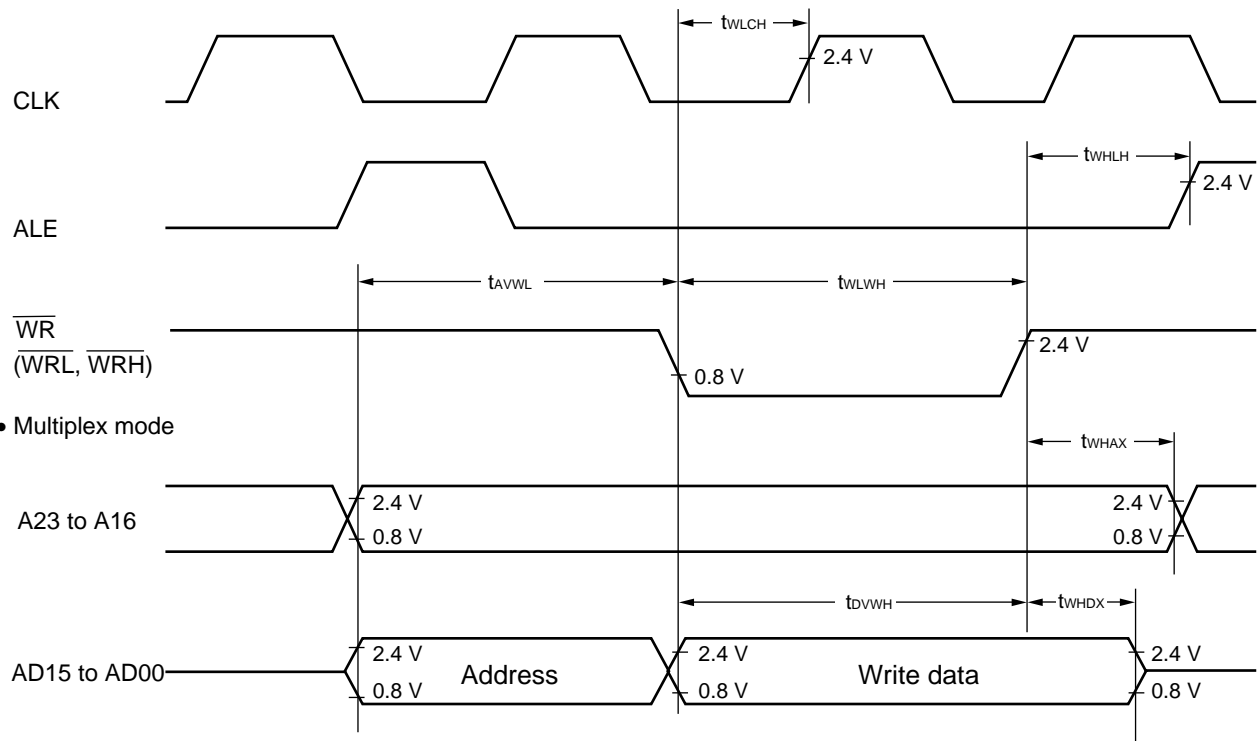 tWLCH
2.4 V
CLK
tWHLH
2.4 V
ALE
tAVWL
tWLWH
WR
(WRL, WRH)
2.4 V
0.8 V
• Multiplex mode
tWHAX
A23 to A16
2.4 V
2.4 V
0.8 V
0.8 V
tDVWH
tWHDX
AD15 to AD00
2.4 V
Address
2.4 V
Write data
2.4 V
0.8 V
0.8 V
0.8 V